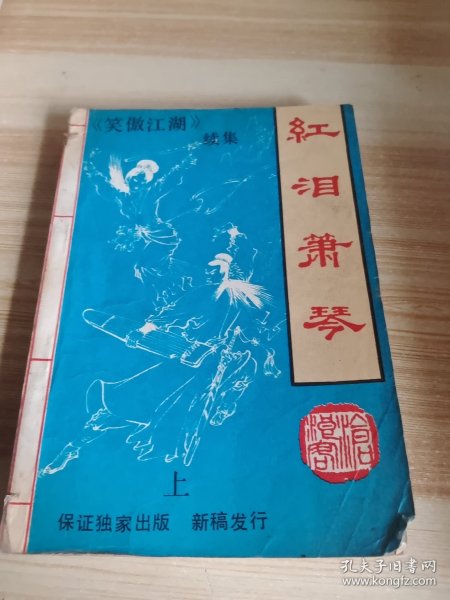 《笑傲江湖》
续集
紅泪箫琴
上
保证独家出版 新稿发行
孔夫子旧书网
www.kongfz.com